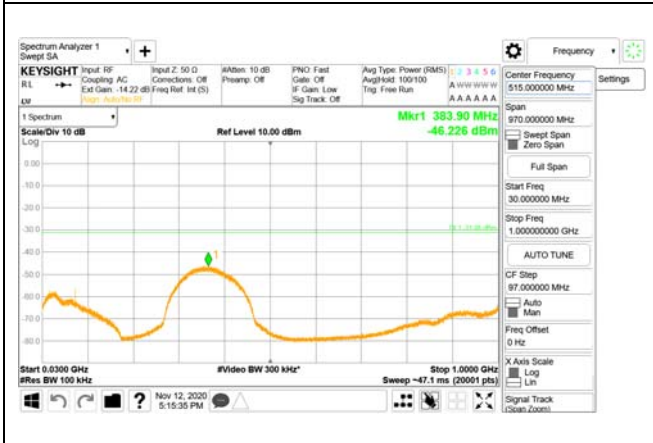 Spectrum Analyzer 1
Swept SA
+
Frequency
KEYSIGHT
Input: RF
Input Z: 50 Ω
#Atten: 10 dB
PNO: Fast
Avg Type: Power (RMS)
1 2 3 4 5 6
RL
Coupling: AC
Corrections: Off
Preamp: Off
Gate: Off
Avg|Hold: 100/100
A W W W W W
Ext Gain: -14.22 dB
Freq Ref: Int (S)
IF Gain: Low
Trig: Free Run
Align: Auto/No RF
Sig Track: Off
A A A A A A
1 Spectrum
Mkr1 383.90 MHz
Scale/Div 10 dB
Ref Level 10.00 dBm
-46.226 dBm
Log
0.00
-10.0
-20.0
-30.0
-40.0
-50.0
-60.0
-70.0
-80.0
1
Start 0.0300 GHz
#Video BW 300 kHz*
Stop 1.0000 GHz
#Res BW 100 kHz
Sweep ~47.1 ms (20001 pts)
?
Nov 12, 2020
5:15:35 PM
Center Frequency
515.000000 MHz
Settings
Span
970.000000 MHz
Swept Span
Zero Span
Full Span
Start Freq
30.000000 MHz
Stop Freq
1.000000000 GHz
AUTO TUNE
CF Step
97.000000 MHz
Auto
Man
Freq Offset
0 Hz
X Axis Scale
Log
Lin
Signal Track
(Span Zoom)